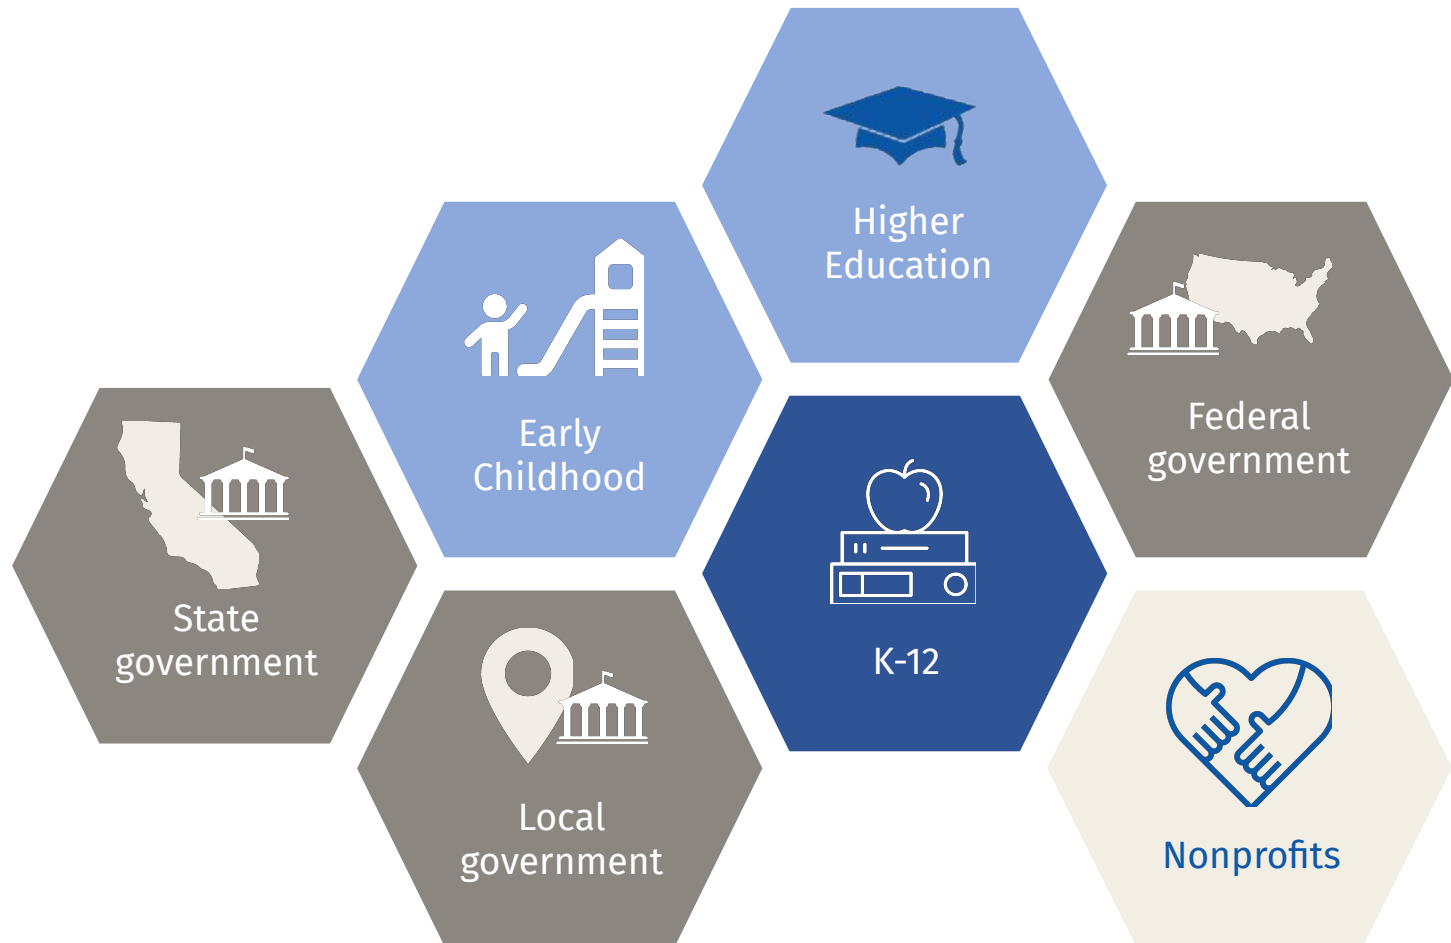 Higher
Education
Early
Childhood
Federal
government
State
government
K-12
Local
government
Nonprofits